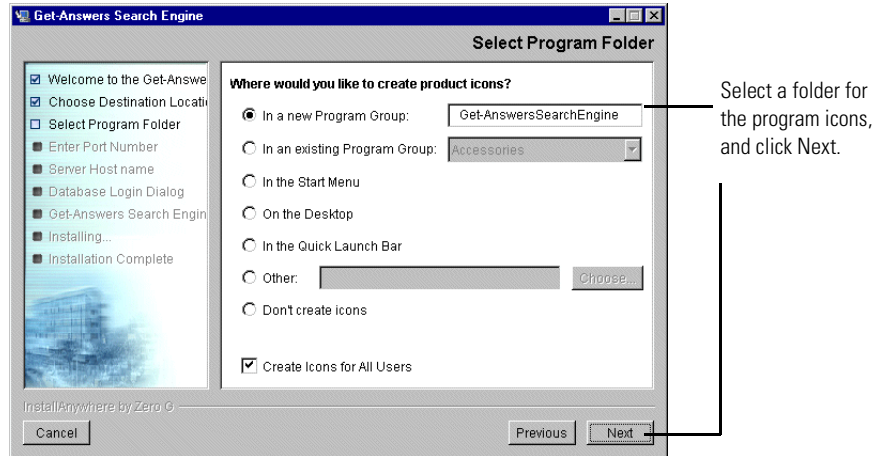 Get-Answers Search Engine
Select Program Folder
Welcome to the Get-Answe
Choose Destination Locati
Select Program Folder
Enter Port Number
Server Host name
Database Login Dialog
Get-Answers Search Engin
Installing...
Installation Complete
Where would you like to create product icons?
In a new Program Group: Get-AnswersSearchEngine
In an existing Program Group: Accessories
In the Start Menu
On the Desktop
In the Quick Launch Bar
Other: Choose...
Don't create icons
Create Icons for All Users
InstallAnywhere by Zero G
Cancel
Previous
Next
Select a folder for
the program icons,
and click Next.